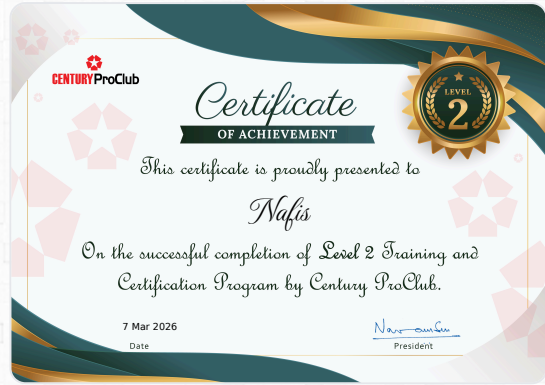 CENTURY ProClub
LEVEL
2
Certificate
OF ACHIEVEMENT
This certificate is proudly presented to
Nafis
On the successful completion of Level 2 Training and
Certification Program by Century ProClub.
7 Mar 2026
Date
President